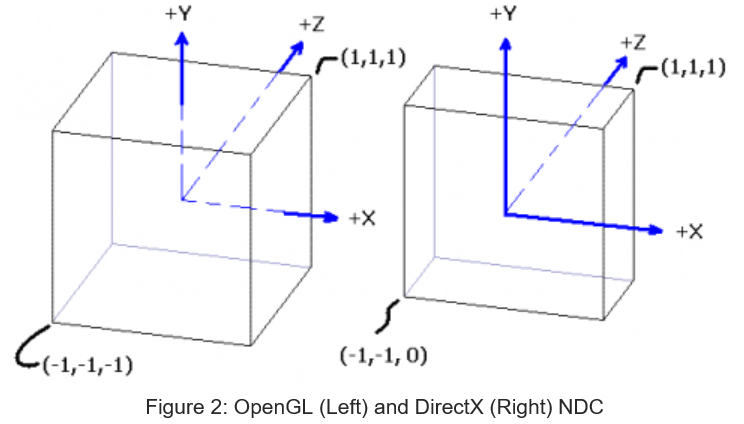 +Y
+Z
(1,1,1)
+X
(-1,-1,-1)
+Y
+Z
(1,1,1)
+X
(-1,-1, 0)
Figure 2: OpenGL (Left) and DirectX (Right) NDC